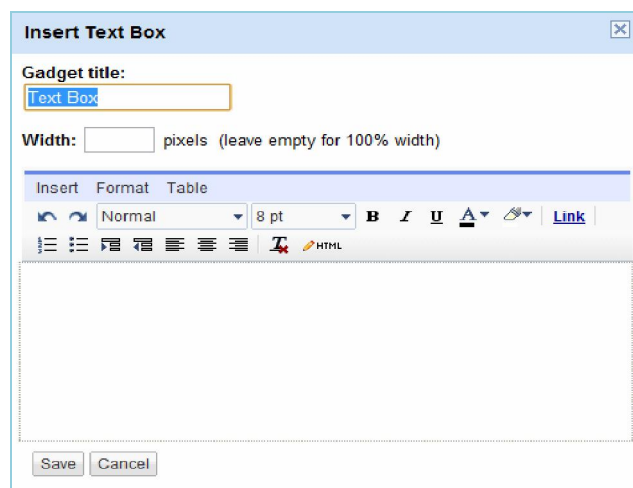 Insert Text Box
Gadget title:
Text Box
Width: pixels (leave empty for 100% width)
Insert Format Table
Normal 8 pt B I U A Link
T HTML
Save Cancel